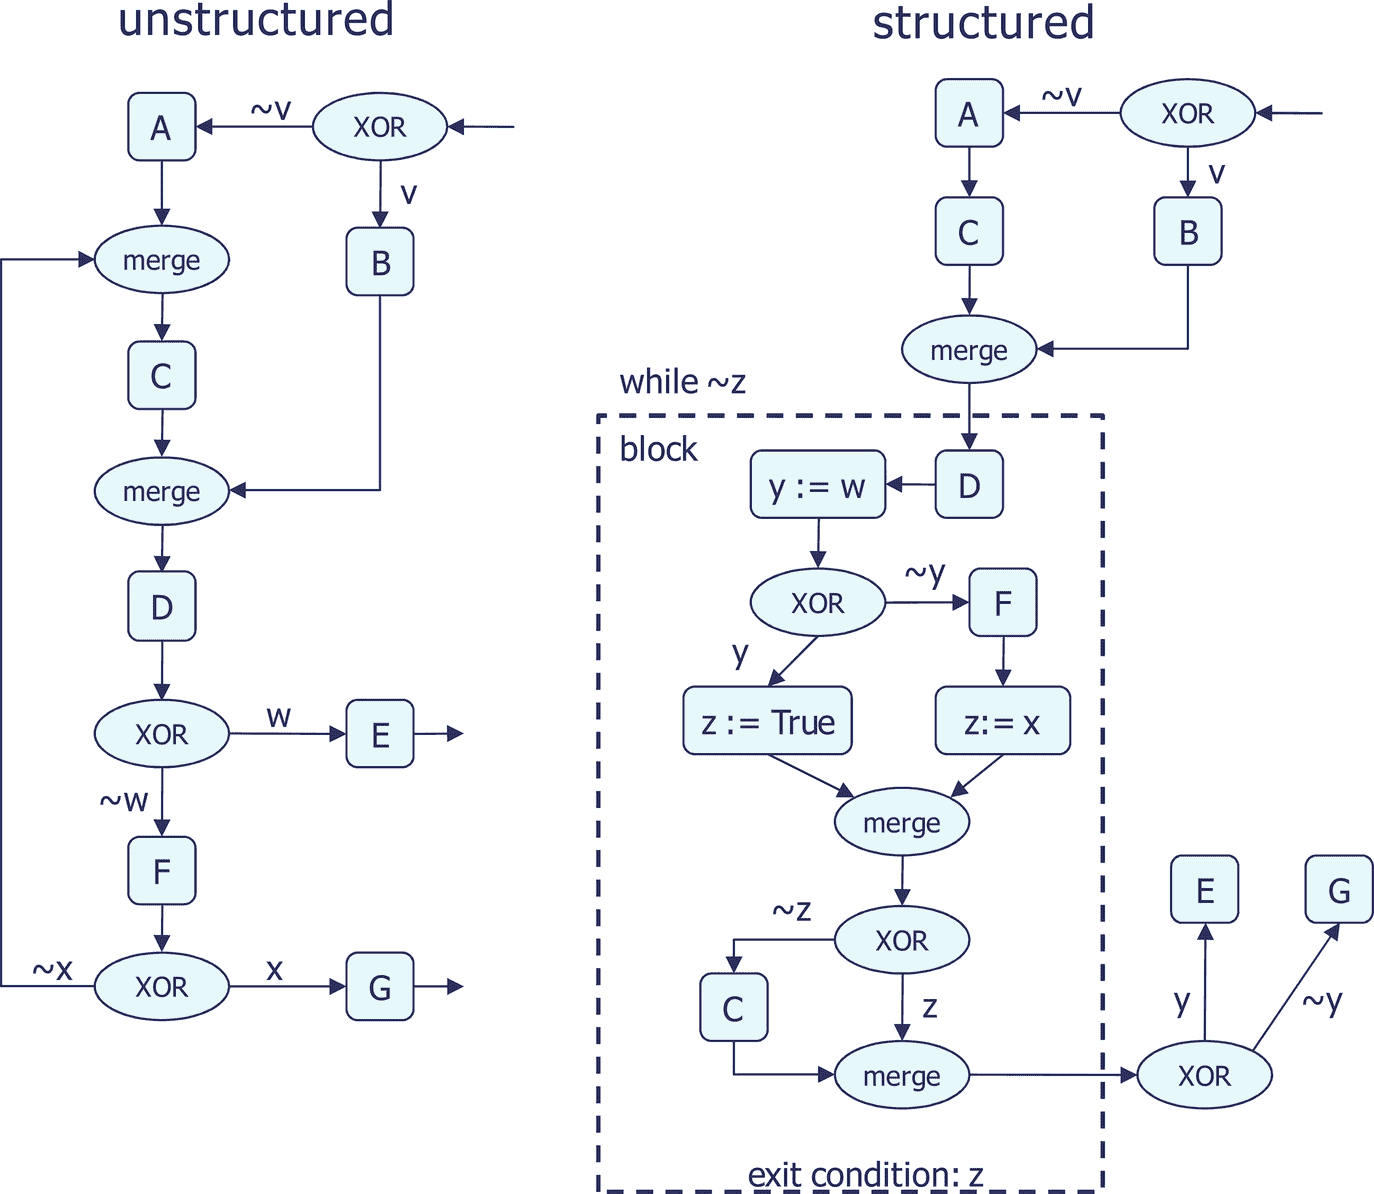 unstructured
A
~v
XOR
v
merge
B
C
merge
D
XOR
w
E
~w
F
~x
XOR
x
G
structured
A
~v
XOR
v
C
B
merge
while ~z
block
y := w
D
XOR
~y
F
y
z := True
z:= x
merge
~z
XOR
C
z
merge
E
G
y
~y
XOR
exit condition: z